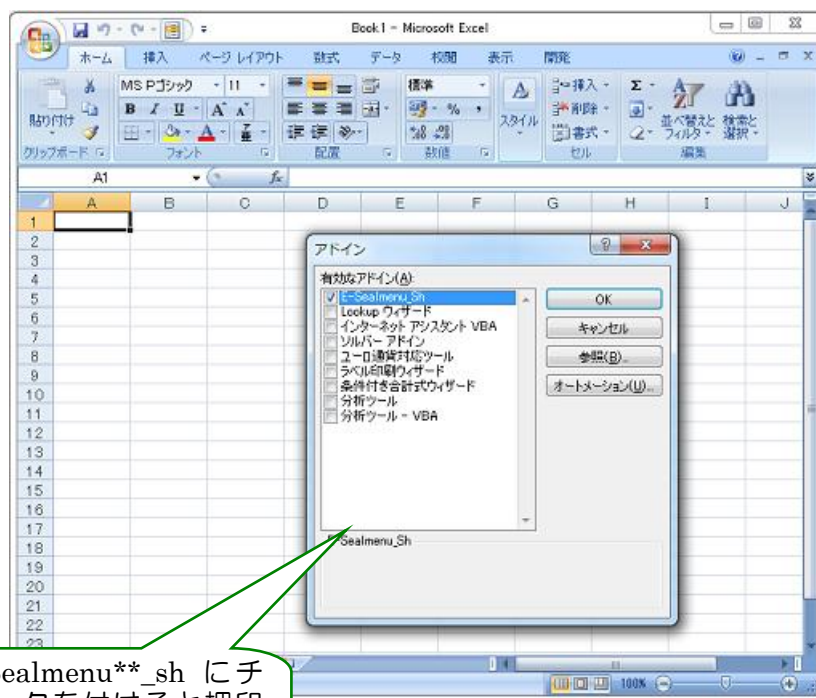 Book1 - Microsoft Excel
ホーム 挿入 ページ レイアウト 数式 データ 校閲 表示 開発
貼り付け
MS Pゴシック 11
B I U A A
A
標準
%
スタイル
挿入
削除
書式
Σ
並べ替えと フィルタ
検索と 選択
クリップボード フォント 配置 数値 セル 編集
A1 fx
A B C D E F G H I J
1
2
3
4
5
6
7
8
9
10
11
12
13
14
15
16
17
18
19
20
21
22
23
アドイン
有効なアドイン(A):
E-Sealmenu_Sh
Lookup ウィザード
インターネット アシスタント VBA
ソルバー アドイン
ユーロ通貨対応ツール
ラベル印刷ウィザード
条件付き合計式ウィザード
分析ツール
分析ツール - VBA
OK
キャンセル
参照(B)...
オートメーション(U)...
E-Sealmenu_Sh
ealmenu**_sh にチ
100%